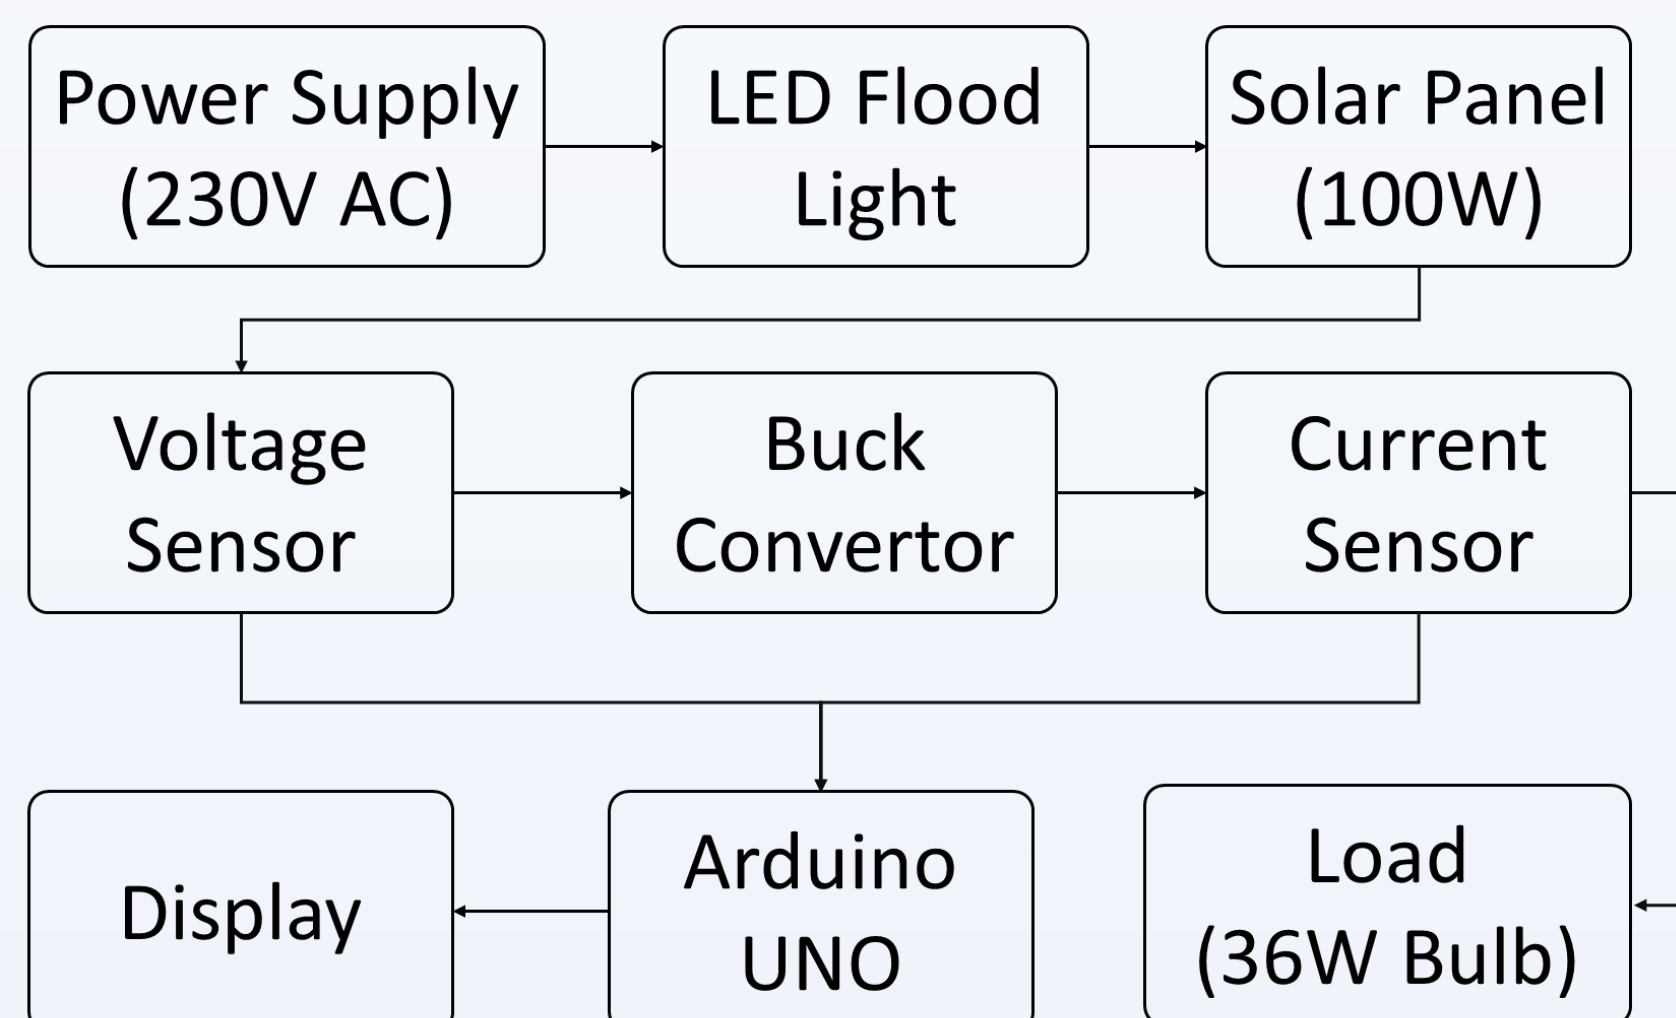 Power Supply
(230V AC)
LED Flood
Light
Solar Panel
(100W)
Voltage
Sensor
Buck
Convertor
Current
Sensor
Display
Arduino
UNO
Load
(36W Bulb)